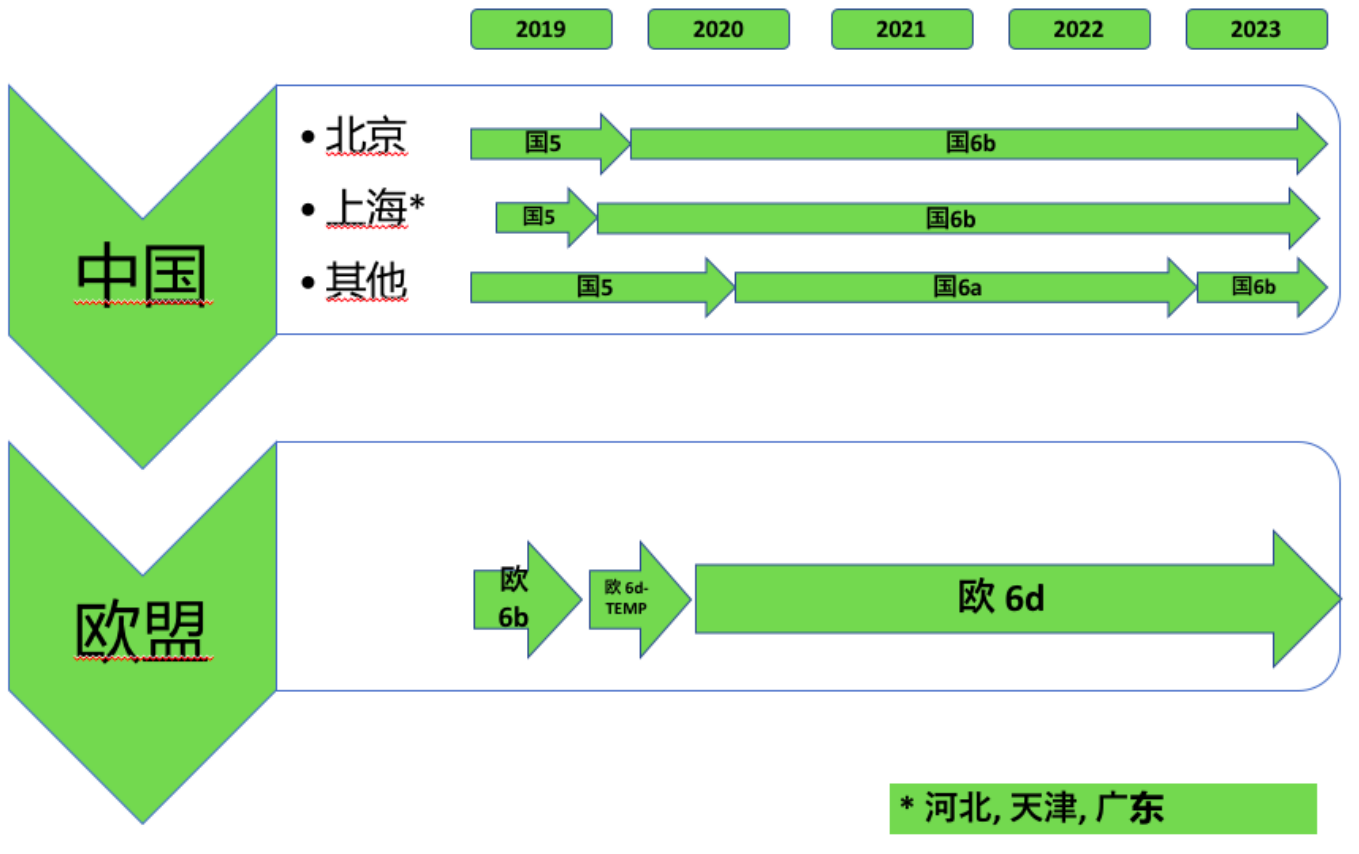 2019 2020 2021 2022 2023
中国
• 北京 国5 国6b
• 上海* 国5 国6b
• 其他 国5 国6a 国6b
欧盟
欧
6b
欧 6d-
TEMP
欧 6d
* 河北, 天津, 广东